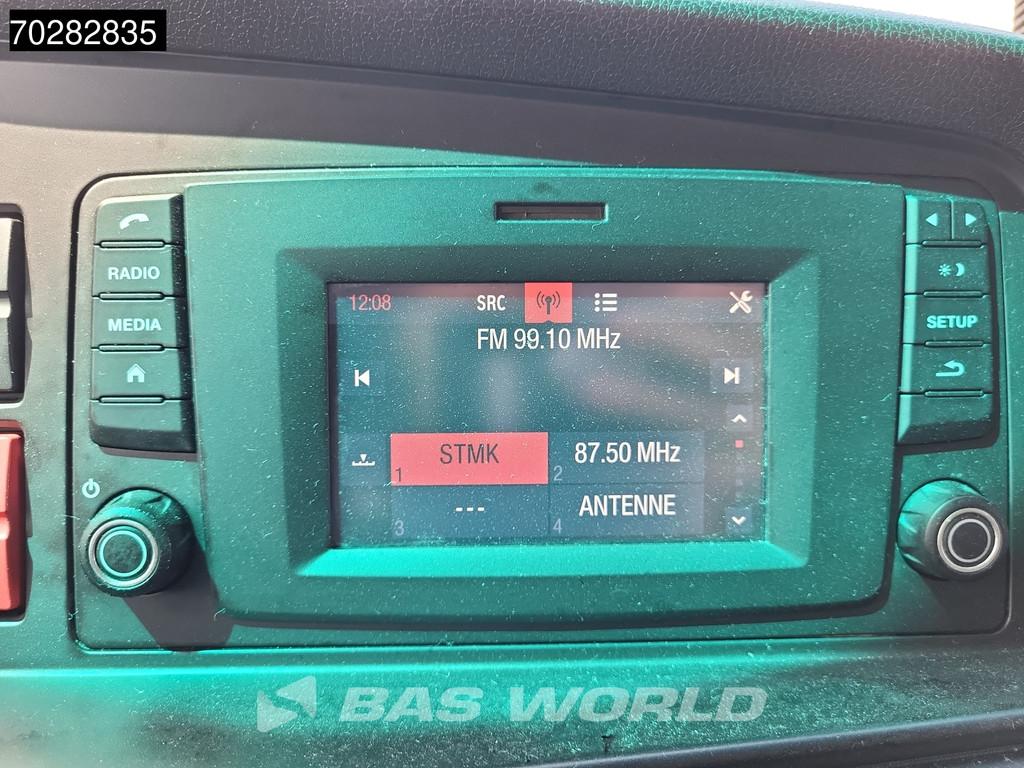 70282835
RADIO
MEDIA
SETUP
12:08 SRC
FM 99.10 MHz
1 STMK 2 87.50 MHz
3 --- 4 ANTENNE
BAS WORLD